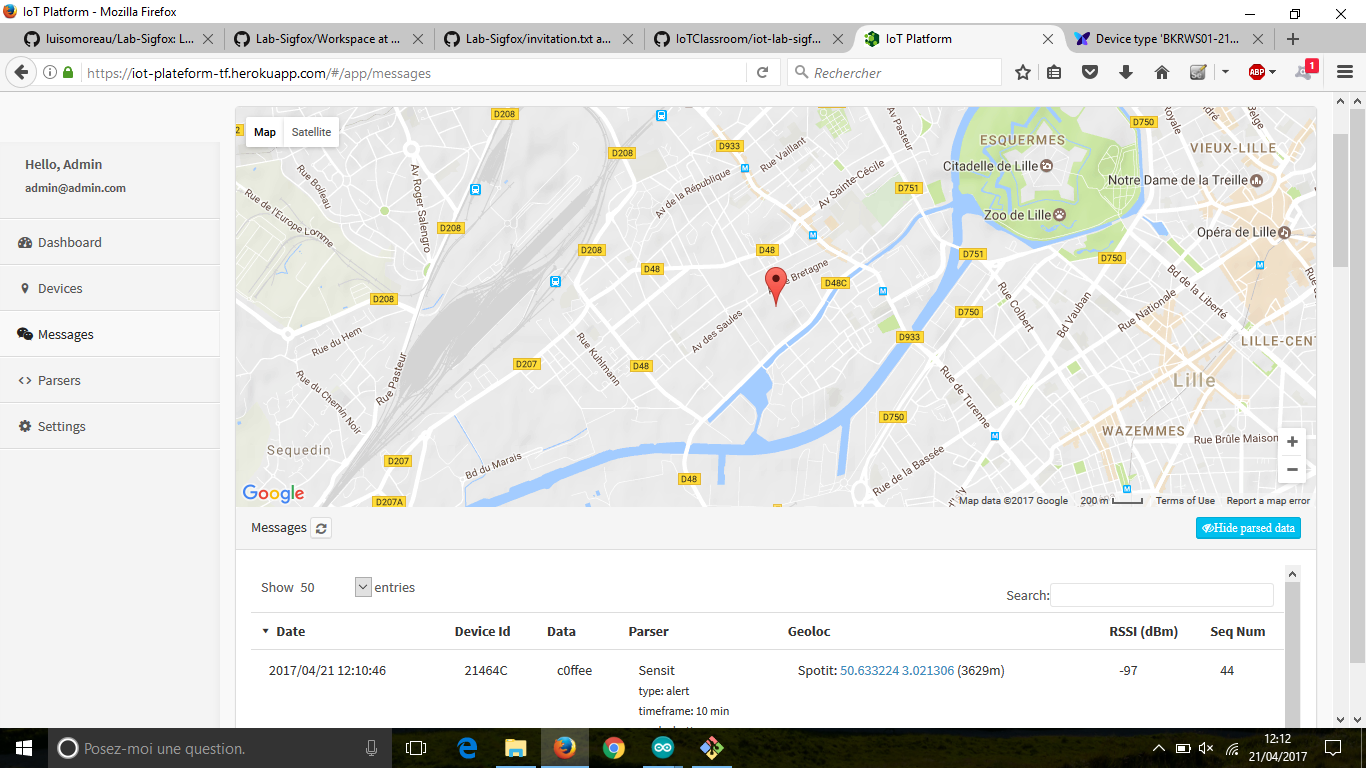 IoT Platform - Mozilla Firefox
luisomoreau/Lab-Sigfox: L...
Lab-Sigfox/Workspace at ...
Lab-Sigfox/invitation.txt a...
IoTClassroom/iot-lab-sigf...
IoT Platform
Device type 'BKRWS01-21...
https://iot-plateform-tf.herokuapp.com/#/app/messages
Rechercher
ABP
1
Hello, Admin
admin@admin.com
Dashboard
Devices
Messages
Parsers
Settings
Map
Satellite
D208
D208
D208
D208
D208
D933
D751
D750
D48
D48
D48C
D751
D750
D750
D933
D207
D48
D750
D207
D207A
D48
Rue Boileau
Rue de l'Europe Lomme
Av Roger Salengro
Av de la République
Rue Vaillant
Av Sainte-Cécile
Av Pasteur
ESQUERMES
Citadelle de Lille
Zoo de Lille
Royale
Belge
VIEUX-LILLE
Notre Dame de la Treille
Opéra de Lille
Bretagne
Av des Saules
Rue Kuhlmann
Rue du Hem
Rue Pasteur
Rue du Chemin Noir
Sequedin
Bd du Marais
Rue Colbert
Bd Vauban
Rue Nationale
Bd de la Liberté
LILLE-CENT
Lille
Rue de Turenne
WAZEMMES
Rue Brûle Maison
Rue de la Bassée
Google
Map data ©2017 Google
200 m
Terms of Use
Report a map error
Messages
Hide parsed data
Show 50 entries
Search:
Date Device Id Data Parser Geoloc RSSI (dBm) Seq Num
2017/04/21 12:10:46 21464C c0ffee Sensit Spotit: 50.633224 3.021306 (3629m) -97 44
type: alert
timeframe: 10 min
Posez-moi une question.
12:12
21/04/2017